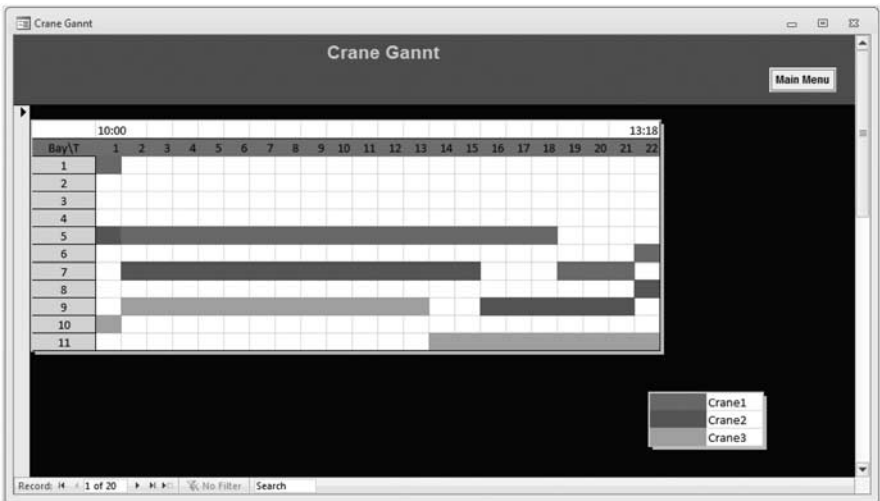 Crane Gannt
Crane Gannt
Main Menu
10:00 13:18
Bay\T 1 2 3 4 5 6 7 8 9 10 11 12 13 14 15 16 17 18 19 20 21 22
1
2
3
4
5
6
7
8
9
10
11
Crane1
Crane2
Crane3
Record: 1 of 20 No Filter Search